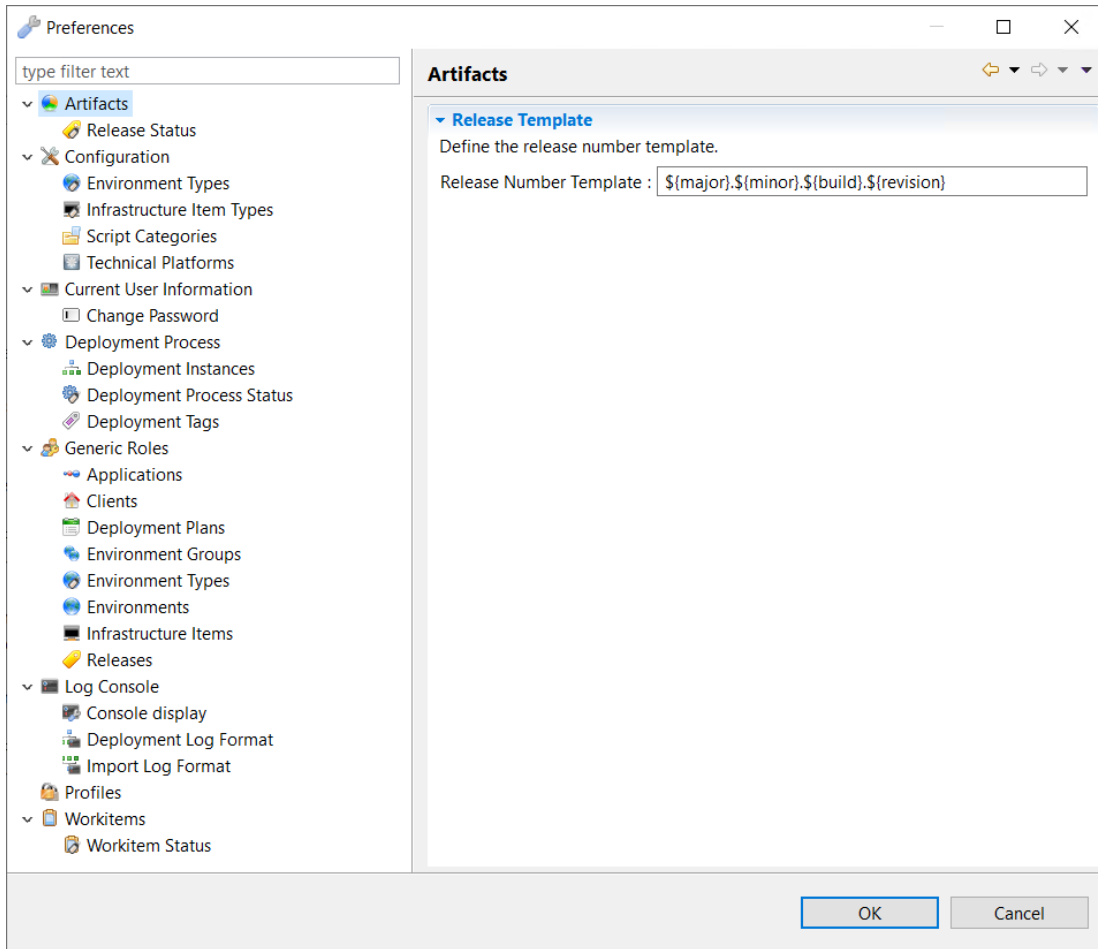 Preferences
type filter text
Artifacts
Release Status
Configuration
Environment Types
Infrastructure Item Types
Script Categories
Technical Platforms
Current User Information
Change Password
Deployment Process
Deployment Instances
Deployment Process Status
Deployment Tags
Generic Roles
Applications
Clients
Deployment Plans
Environment Groups
Environment Types
Environments
Infrastructure Items
Releases
Log Console
Console display
Deployment Log Format
Import Log Format
Profiles
Workitems
Workitem Status
Artifacts
Release Template
Define the release number template.
Release Number Template : ${major}.${minor}.${build}.${revision}
OK Cancel